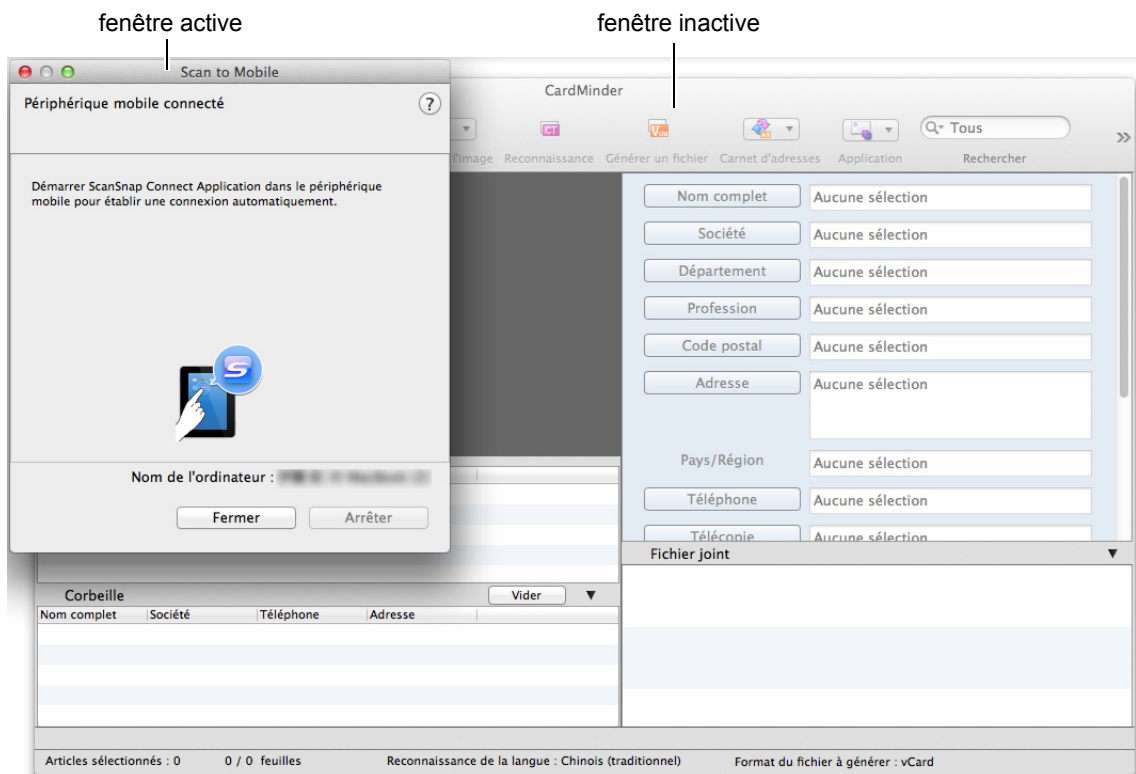 fenêtre active
fenêtre inactive
Scan to Mobile
Périphérique mobile connecté
?
Démarrer ScanSnap Connect Application dans le périphérique
mobile pour établir une connexion automatiquement.
S
Nom de l'ordinateur :
Fermer
Arrêter
CardMinder
Tous
l'image
Reconnaissance
Générer un fichier
Carnet d'adresses
Application
Rechercher
Nom complet Aucune sélection
Société Aucune sélection
Département Aucune sélection
Profession Aucune sélection
Code postal Aucune sélection
Adresse Aucune sélection
Pays/Région Aucune sélection
Téléphone Aucune sélection
Télécopie Aucune sélection
Fichier joint
Corbeille
Vider
Nom complet Société Téléphone Adresse
Articles sélectionnés : 0 0 / 0 feuilles Reconnaissance de la langue : Chinois (traditionnel) Format du fichier à générer : vCard